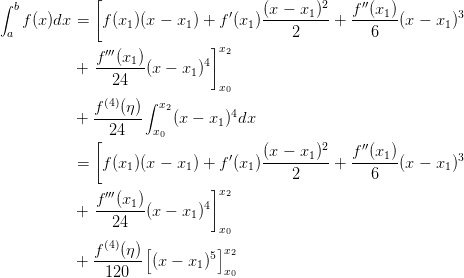 ∫_a^b f(x)dx = [f(x₁)(x − x₁) + f′(x₁) (x − x₁)²/2 + f″(x₁)/6 (x − x₁)³
+ f‴(x₁)/24 (x − x₁)⁴]_{x₀}^{x₂}
+ f⁽⁴⁾(η)/24 ∫_{x₀}^{x₂} (x − x₁)⁴dx
= [f(x₁)(x − x₁) + f′(x₁) (x − x₁)²/2 + f″(x₁)/6 (x − x₁)³
+ f‴(x₁)/24 (x − x₁)⁴]_{x₀}^{x₂}
+ f⁽⁴⁾(η)/120 [(x − x₁)⁵]_{x₀}^{x₂}